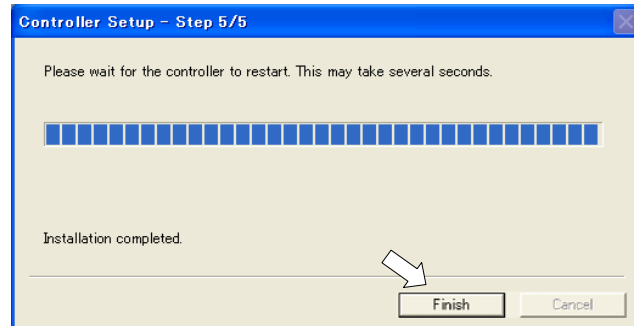 Controller Setup - Step 5/5
Please wait for the controller to restart. This may take several seconds.
Installation completed.
Finish
Cancel